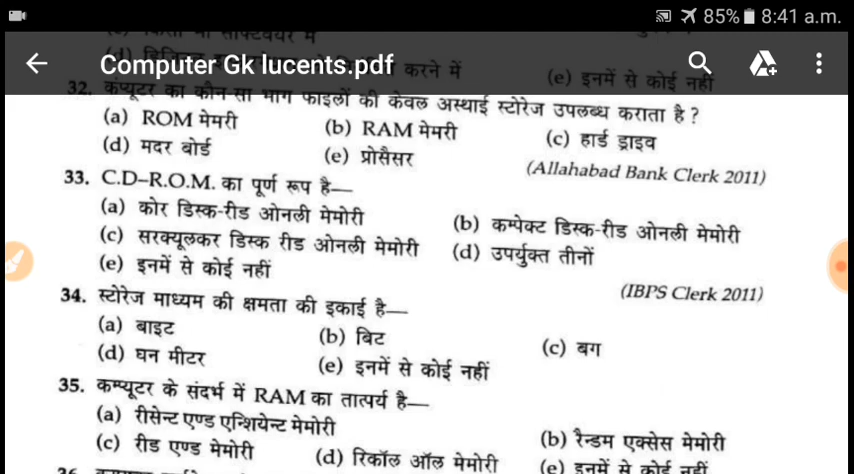 85% 8:41 a.m.
Computer Gk lucents.pdf
करने में (e) इनमें से कोई नहीं
32. कंप्यूटर का कौन-सा भाग फाइलों की केवल अस्थाई स्टोरेज उपलब्ध कराता है ?
(a) ROM मेमरी (b) RAM मेमरी (c) हार्ड ड्राइव
(d) मदर बोर्ड (e) प्रोसैसर
(Allahabad Bank Clerk 2011)
33. C.D–R.O.M. का पूर्ण रूप है—
(a) कोर डिस्क-रीड ओनली मेमोरी (b) कम्पेक्ट डिस्क-रीड ओनली मेमोरी
(c) सरक्यूलकर डिस्क रीड ओनली मेमोरी (d) उपर्युक्त तीनों
(e) इनमें से कोई नहीं
(IBPS Clerk 2011)
34. स्टोरेज माध्यम की क्षमता की इकाई है—
(a) बाइट (b) बिट (c) बग
(d) घन मीटर (e) इनमें से कोई नहीं
35. कम्प्यूटर के संदर्भ में RAM का तात्पर्य है—
(a) रीसेन्ट एण्ड एन्शियेन्ट मेमोरी (b) रैन्डम एक्सेस मेमोरी
(c) रीड एण्ड मेमोरी (d) रिकॉल ऑल मेमोरी (e) इनमें से कोई नहीं